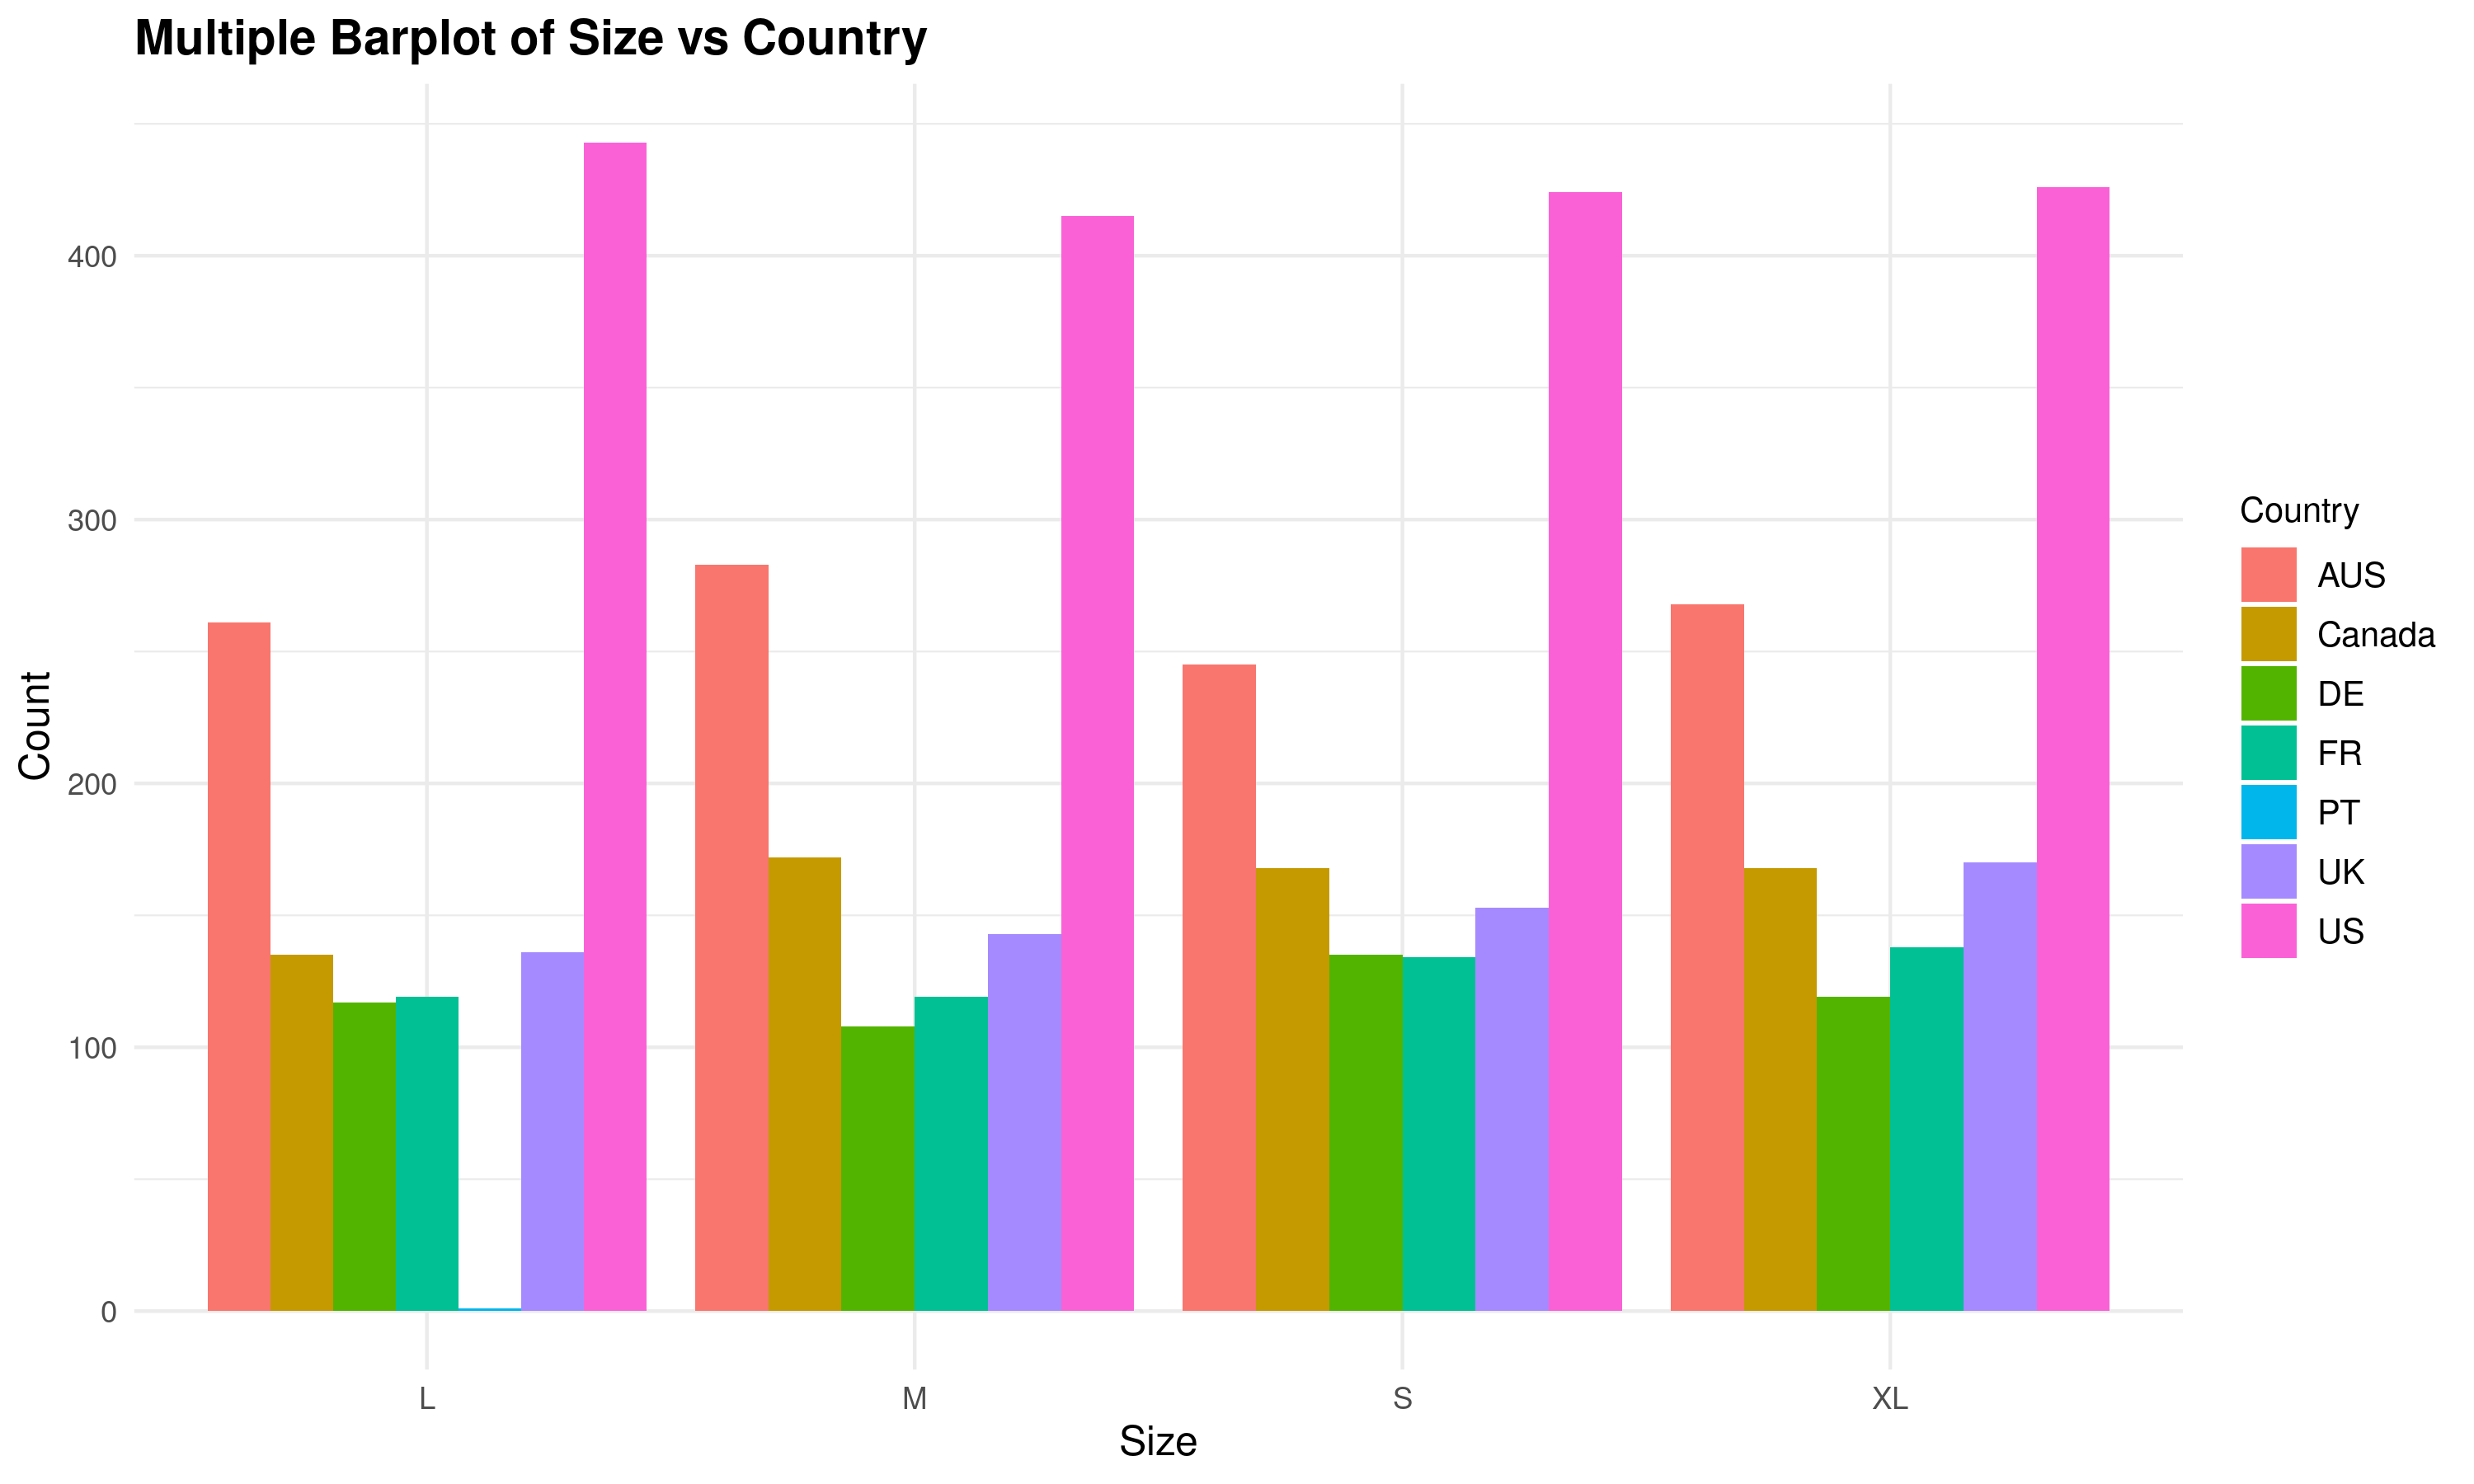 Multiple Barplot of Size vs Country
Count
400
300
200
100
0
L M S XL
Size
Country
AUS
Canada
DE
FR
PT
UK
US